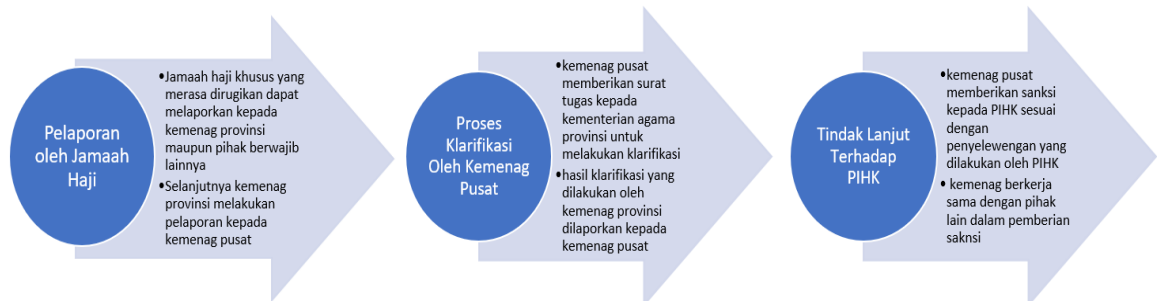 Pelaporan
oleh Jamaah
Haji
•Jamaah haji khusus yang
merasa dirugikan dapat
melaporkan kepada
kemenag provinsi
maupun pihak berwajib
lainnya
•Selanjutnya kemenag
provinsi melakukan
pelaporan kepada
kemenag pusat
Proses
Klarifikasi
Oleh Kemenag
Pusat
•kemenag pusat
memberikan surat
tugas kepada
kementerian agama
provinsi untuk
melakukan klarifikasi
•hasil klarifikasi yang
dilakukan oleh
kemenag provinsi
dilaporkan kepada
kemenag pusat
Tindak Lanjut
Terhadap
PIHK
•kemenag pusat
memberikan sanksi
kepada PIHK sesuai
dengan
penyelewengan yang
dilakukan oleh PIHK
• kemenag berkerja
sama dengan pihak
lain dalam pemberian
saknsi